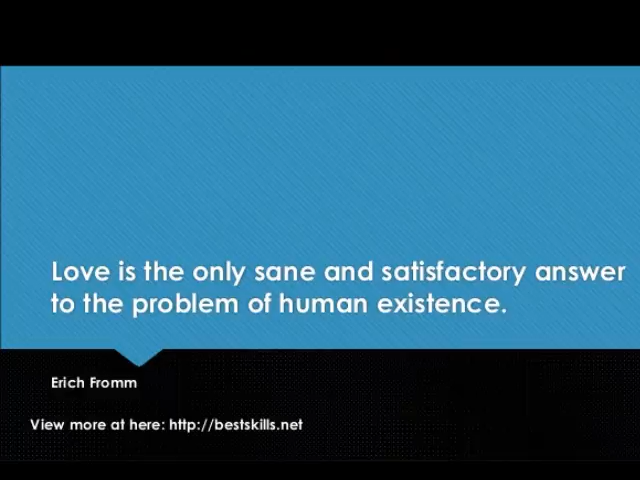 Love is the only sane and satisfactory answer
to the problem of human existence.
Erich Fromm
View more at here: http://bestskills.net